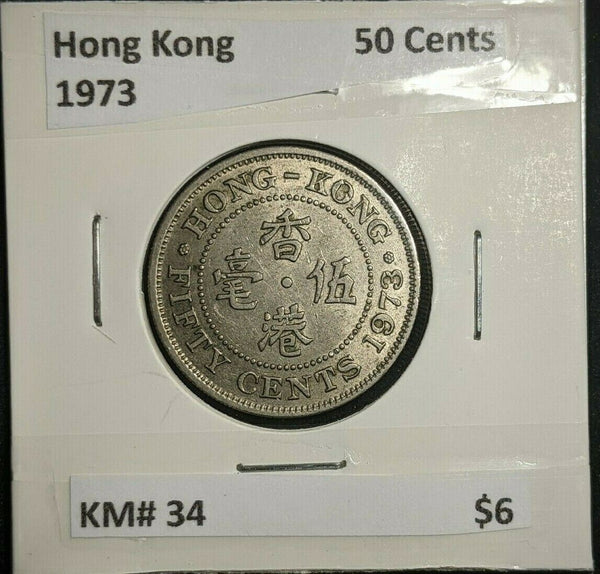 Hong Kong 50 Cents
1973
HONG - KONG
香
毫 · 伍
港
FIFTY CENTS 1973
KM# 34 $6